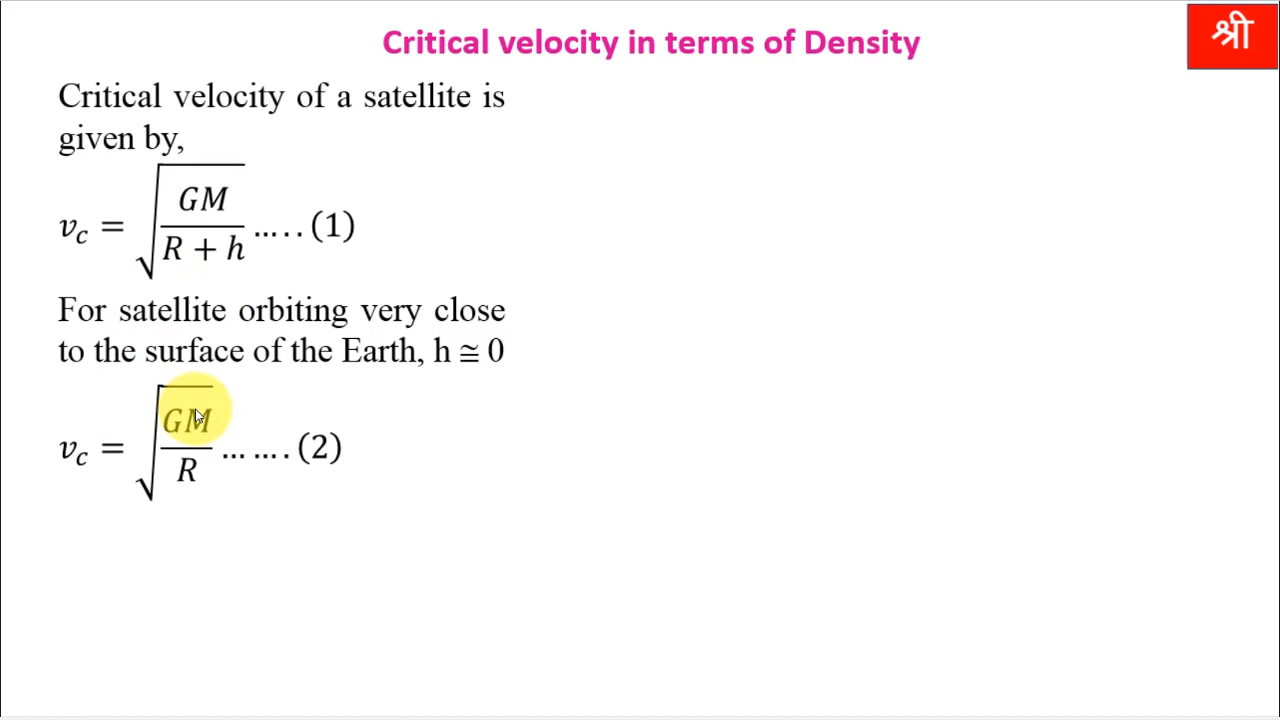 Critical velocity in terms of Density
श्री
Critical velocity of a satellite is
given by,
v_c = √(GM/(R + h)) ….. (1)
For satellite orbiting very close
to the surface of the Earth, h ≅ 0
v_c = √(GM/R) … … . (2)